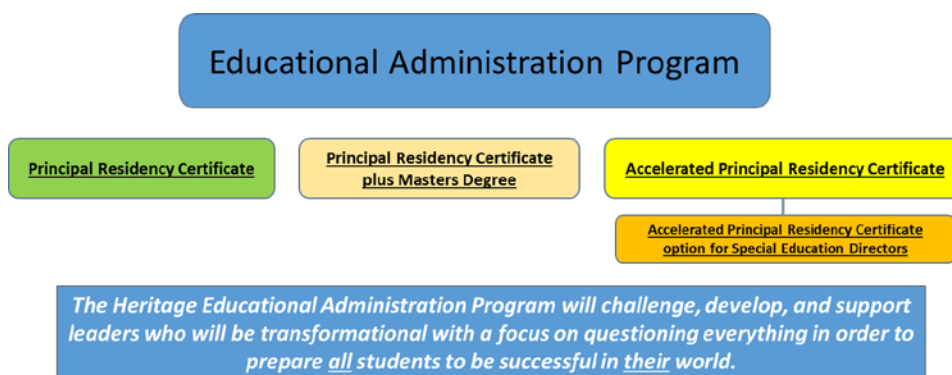 Educational Administration Program
Principal Residency Certificate
Principal Residency Certificate
plus Masters Degree
Accelerated Principal Residency Certificate
Accelerated Principal Residency Certificate
option for Special Education Directors
The Heritage Educational Administration Program will challenge, develop, and support
leaders who will be transformational with a focus on questioning everything in order to
prepare all students to be successful in their world.